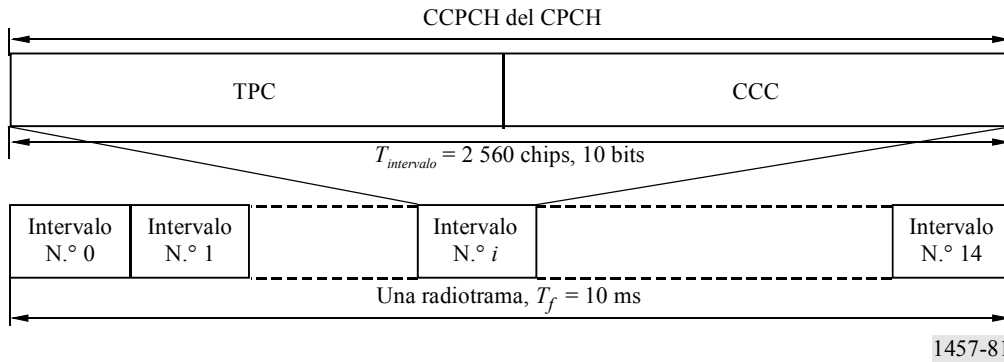 CCPCH del CPCH
TPC CCC
T_intervalo = 2 560 chips, 10 bits
Intervalo N.° 0
Intervalo N.° 1
Intervalo N.° i
Intervalo N.° 14
Una radiotrama, T_f = 10 ms
1457-81